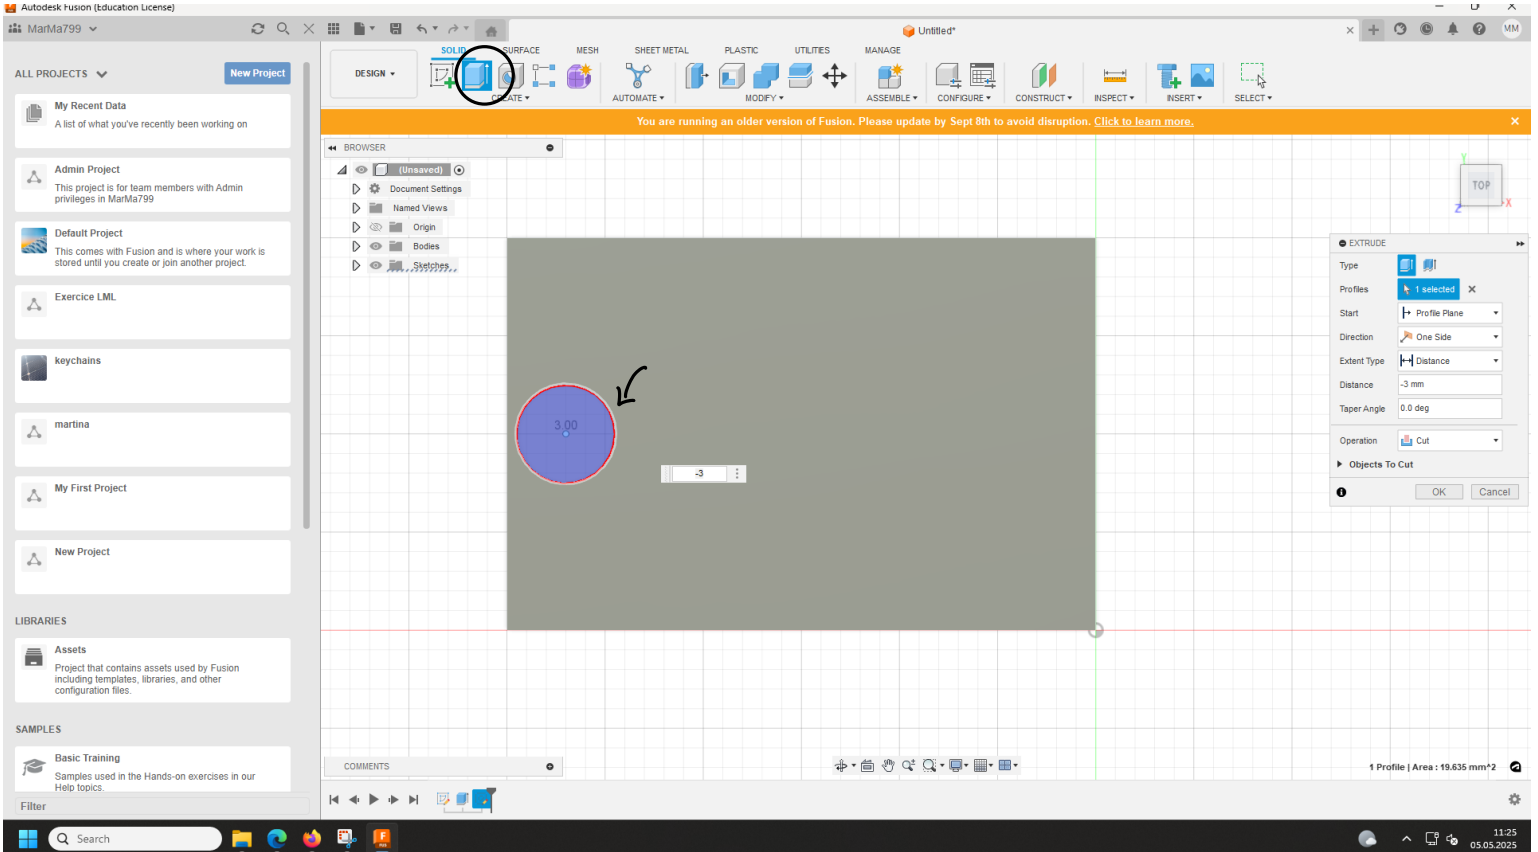 Autodesk Fusion (Education License)
MarMa799
Untitled*
MM
SOLID SURFACE MESH SHEET METAL PLASTIC UTILITIES MANAGE
ALL PROJECTS
New Project
DESIGN
CREATE AUTOMATE MODIFY ASSEMBLE CONFIGURE CONSTRUCT INSPECT INSERT SELECT
You are running an older version of Fusion. Please update by Sept 8th to avoid disruption. Click to learn more.
My Recent Data
A list of what you've recently been working on
Admin Project
This project is for team members with Admin
privileges in MarMa799
Default Project
This comes with Fusion and is where your work is
stored until you create or join another project.
Exercice LML
keychains
martina
My First Project
New Project
LIBRARIES
Assets
Project that contains assets used by Fusion
including templates, libraries, and other
configuration files.
SAMPLES
Basic Training
Samples used in the Hands-on exercises in our
Help topics.
Filter
BROWSER
(Unsaved)
Document Settings
Named Views
Origin
Bodies
Sketches
3.00
-3
Y
TOP
Z
X
EXTRUDE
Type
Profiles 1 selected
Start Profile Plane
Direction One Side
Extent Type Distance
Distance -3 mm
Taper Angle 0.0 deg
Operation Cut
Objects To Cut
OK Cancel
COMMENTS
1 Profile | Area : 19.635 mm^2
Search
11:25
05.05.2025